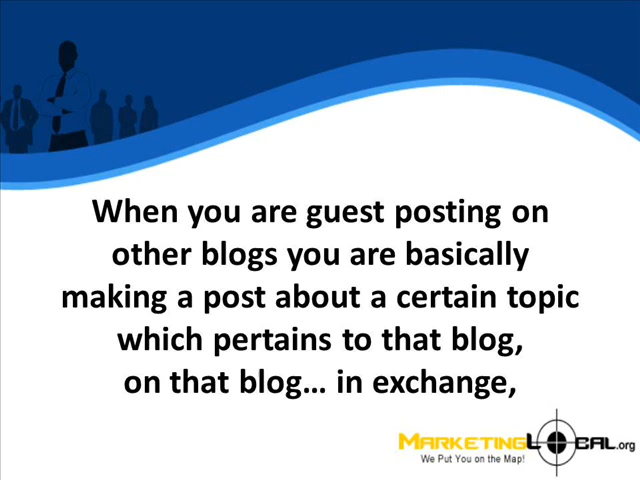 When you are guest posting on
other blogs you are basically
making a post about a certain topic
which pertains to that blog,
on that blog… in exchange,
MarketingLocal.org
We Put You on the Map!